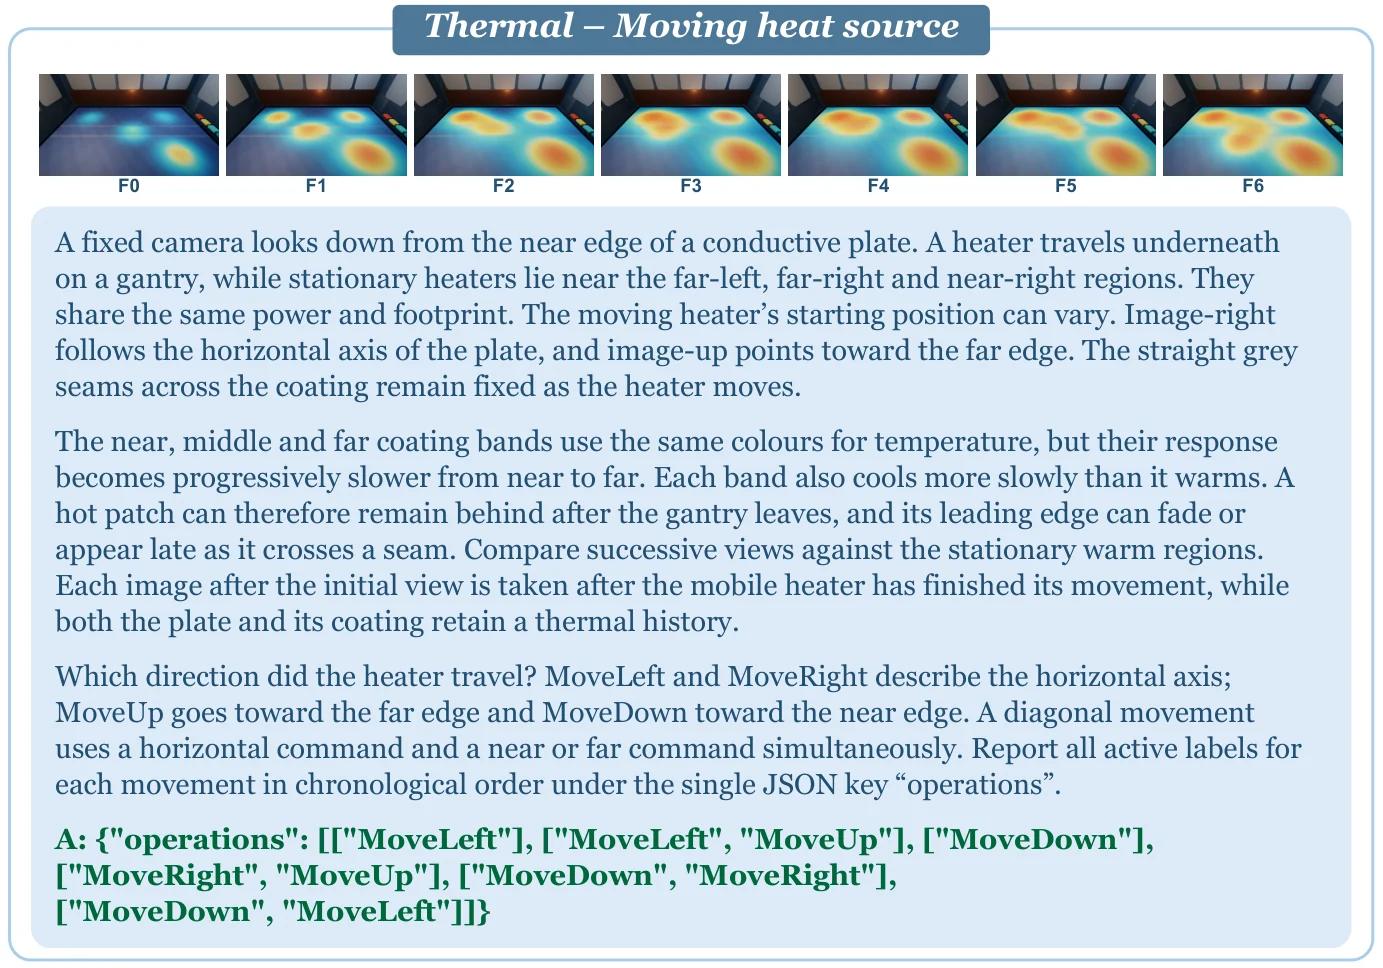 Thermal – Moving heat source
F0 F1 F2 F3 F4 F5 F6
A fixed camera looks down from the near edge of a conductive plate. A heater travels underneath
on a gantry, while stationary heaters lie near the far-left, far-right and near-right regions. They
share the same power and footprint. The moving heater’s starting position can vary. Image-right
follows the horizontal axis of the plate, and image-up points toward the far edge. The straight grey
seams across the coating remain fixed as the heater moves.
The near, middle and far coating bands use the same colours for temperature, but their response
becomes progressively slower from near to far. Each band also cools more slowly than it warms. A
hot patch can therefore remain behind after the gantry leaves, and its leading edge can fade or
appear late as it crosses a seam. Compare successive views against the stationary warm regions.
Each image after the initial view is taken after the mobile heater has finished its movement, while
both the plate and its coating retain a thermal history.
Which direction did the heater travel? MoveLeft and MoveRight describe the horizontal axis;
MoveUp goes toward the far edge and MoveDown toward the near edge. A diagonal movement
uses a horizontal command and a near or far command simultaneously. Report all active labels for
each movement in chronological order under the single JSON key “operations”.
A: {"operations": [["MoveLeft"], ["MoveLeft", "MoveUp"], ["MoveDown"],
["MoveRight", "MoveUp"], ["MoveDown", "MoveRight"],
["MoveDown", "MoveLeft"]]}